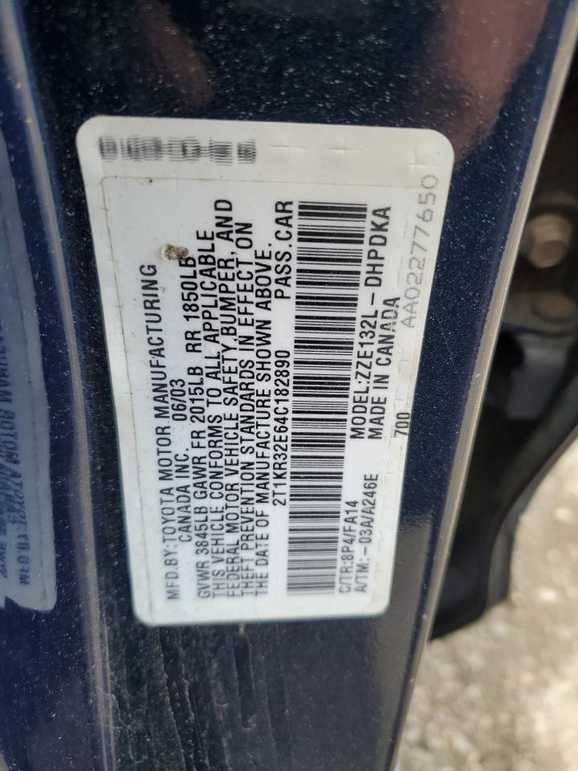 MFD.BY:TOYOTA MOTOR MANUFACTURING
CANADA INC. 06/03
GVWR 3845LB GAWR FR 2015LB RR 1850LB
THIS VEHICLE CONFORMS TO ALL APPLICABLE
FEDERAL MOTOR VEHICLE SAFETY,BUMPER, AND
THEFT PREVENTION STANDARDS IN EFFECT ON
THE DATE OF MANUFACTURE SHOWN ABOVE.
2T1KR32E64C182890 PASS.CAR
C/TR:8P4/FA14 MODEL:ZZE132L-DHPDKA
A/TM:-03A/A246E MADE IN CANADA
700
AA02277650